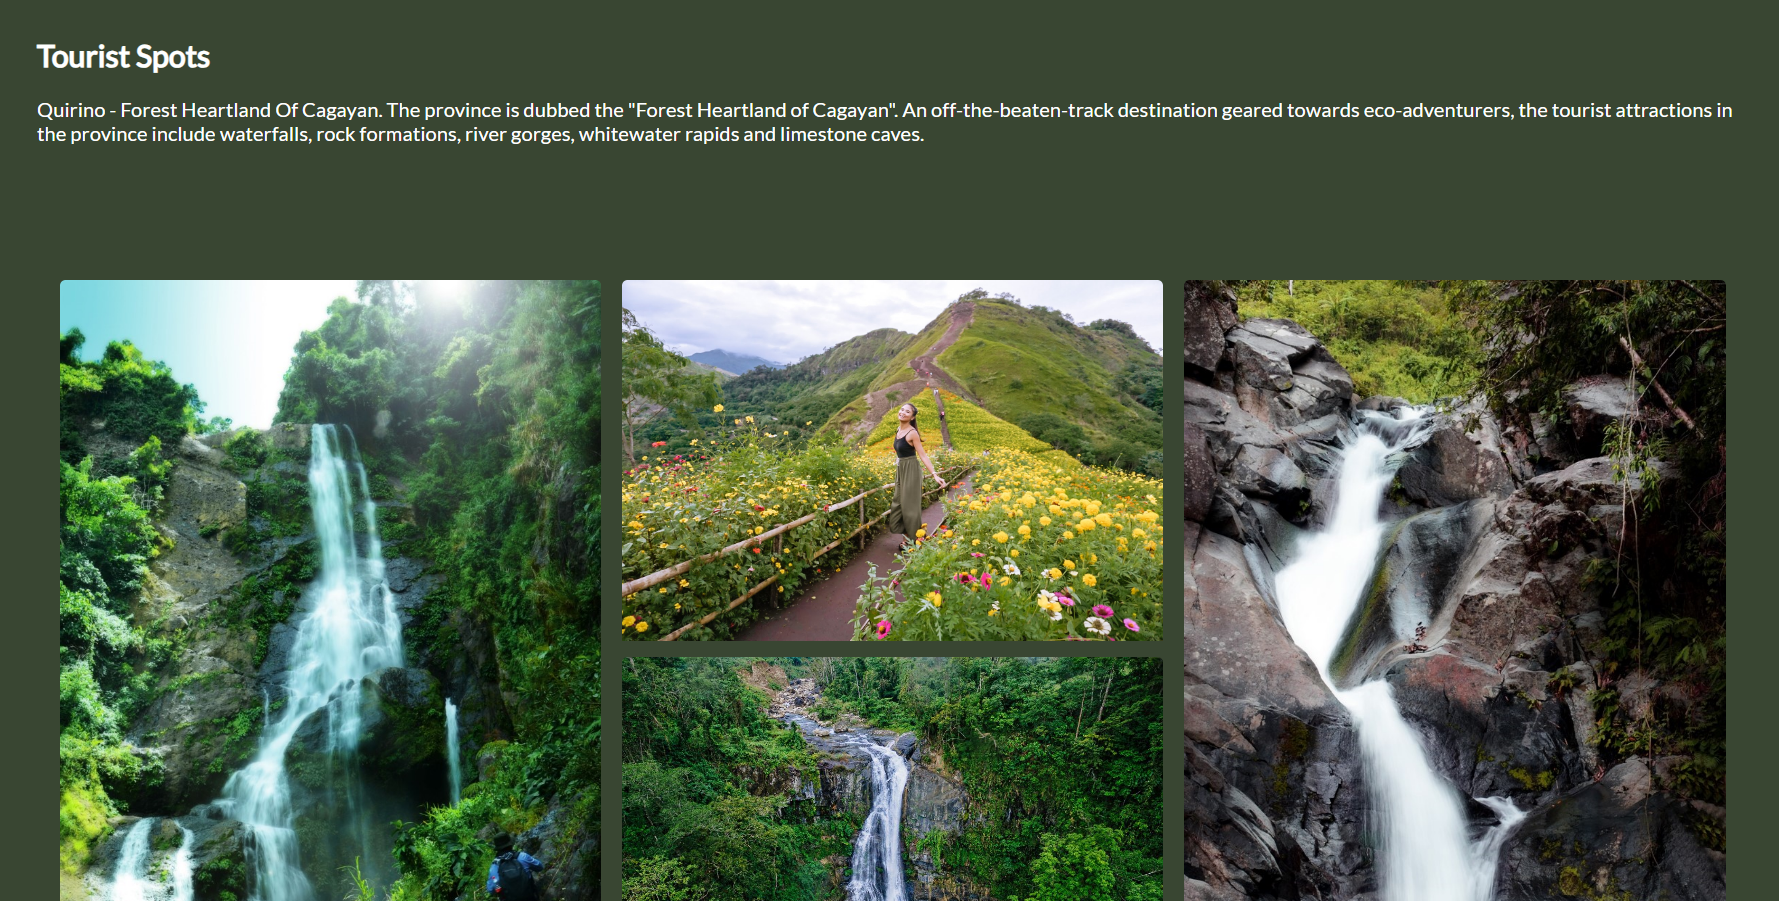 Tourist Spots
Quirino - Forest Heartland Of Cagayan. The province is dubbed the "Forest Heartland of Cagayan". An off-the-beaten-track destination geared towards eco-adventurers, the tourist attractions in
the province include waterfalls, rock formations, river gorges, whitewater rapids and limestone caves.